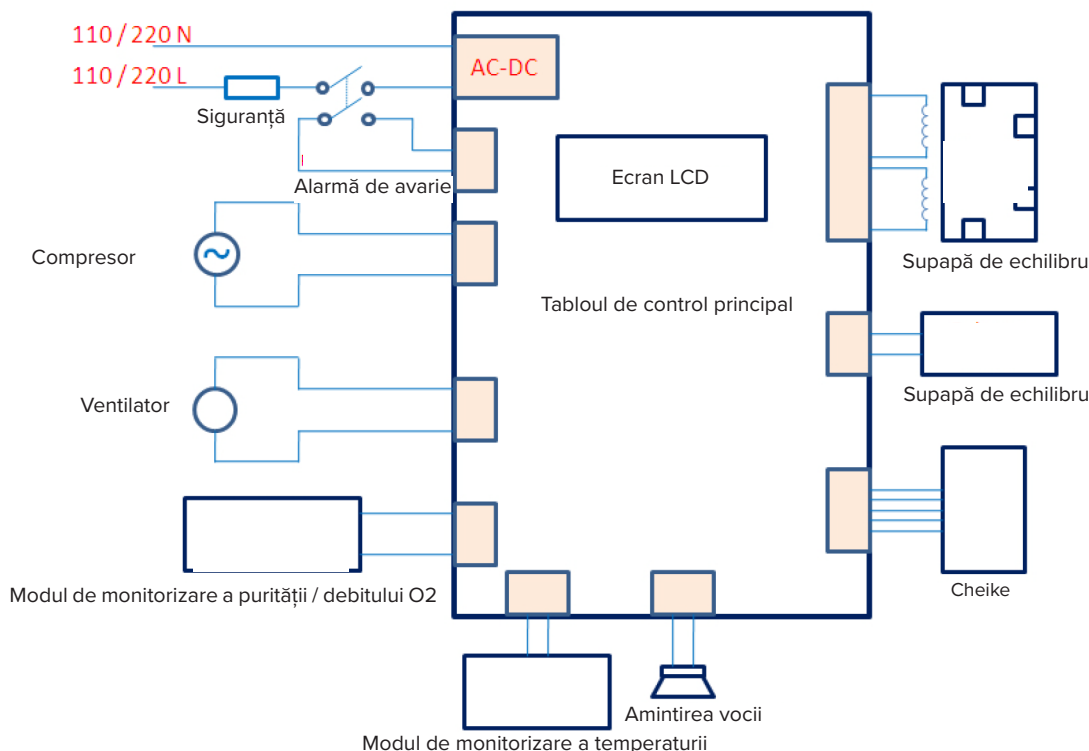 110 / 220 N
110 / 220 L
AC-DC
Siguranță
Alarmă de avarie
Ecran LCD
Compresor
Supapă de echilibru
Tabloul de control principal
Ventilator
Supapă de echilibru
Modul de monitorizare a purității / debitului O2
Cheike
Amintirea vocii
Modul de monitorizare a temperaturii